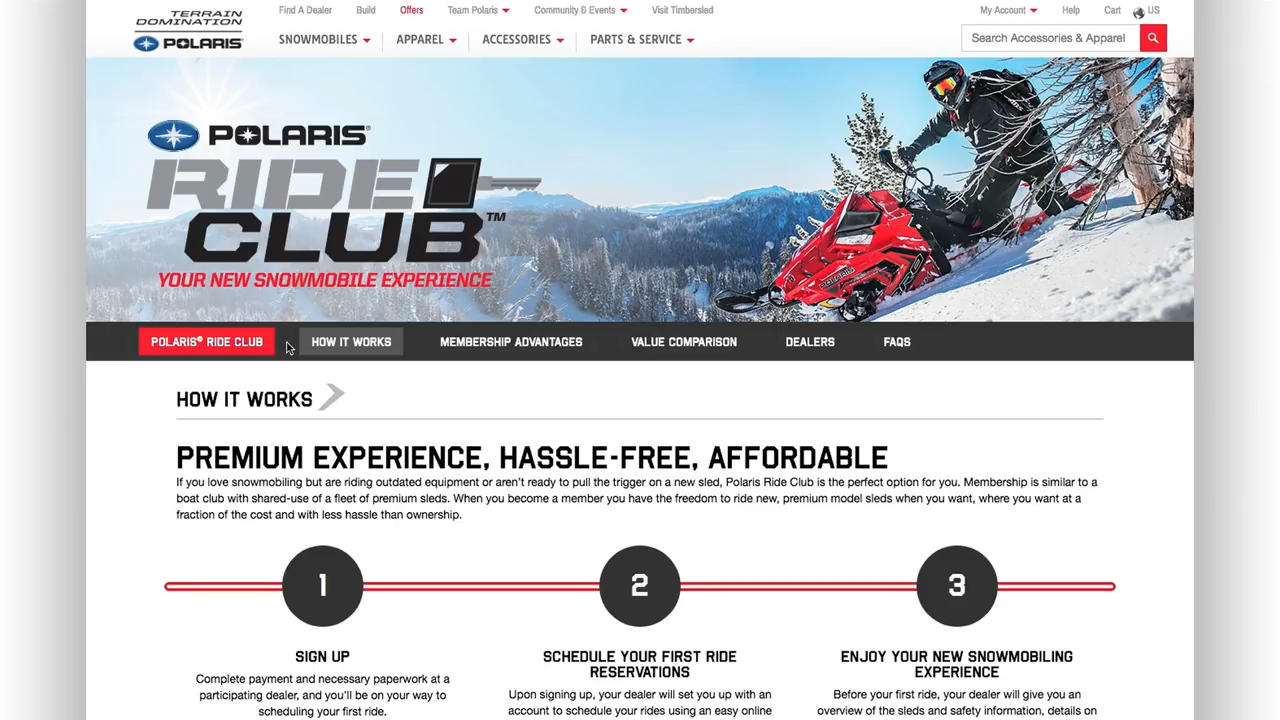 TERRAIN DOMINATION
POLARIS
Find A Dealer Build Offers Team Polaris Community & Events Visit Timbersled My Account Help Cart US
SNOWMOBILES APPAREL ACCESSORIES PARTS & SERVICE Search Accessories & Apparel
POLARIS®
RIDE
CLUB™
YOUR NEW SNOWMOBILE EXPERIENCE
POLARIS
POLARIS® RIDE CLUB HOW IT WORKS MEMBERSHIP ADVANTAGES VALUE COMPARISON DEALERS FAQS
HOW IT WORKS
PREMIUM EXPERIENCE, HASSLE-FREE, AFFORDABLE
If you love snowmobiling but are riding outdated equipment or aren't ready to pull the trigger on a new sled, Polaris Ride Club is the perfect option for you. Membership is similar to a
boat club with shared-use of a fleet of premium sleds. When you become a member you have the freedom to ride new, premium model sleds when you want, where you want at a
fraction of the cost and with less hassle than ownership.
1 2 3
SIGN UP
Complete payment and necessary paperwork at a
participating dealer, and you'll be on your way to
scheduling your first ride.
SCHEDULE YOUR FIRST RIDE
RESERVATIONS
Upon signing up, your dealer will set you up with an
account to schedule your rides using an easy online
ENJOY YOUR NEW SNOWMOBILING
EXPERIENCE
Before your first ride, your dealer will give you an
overview of the sleds and safety information, details on